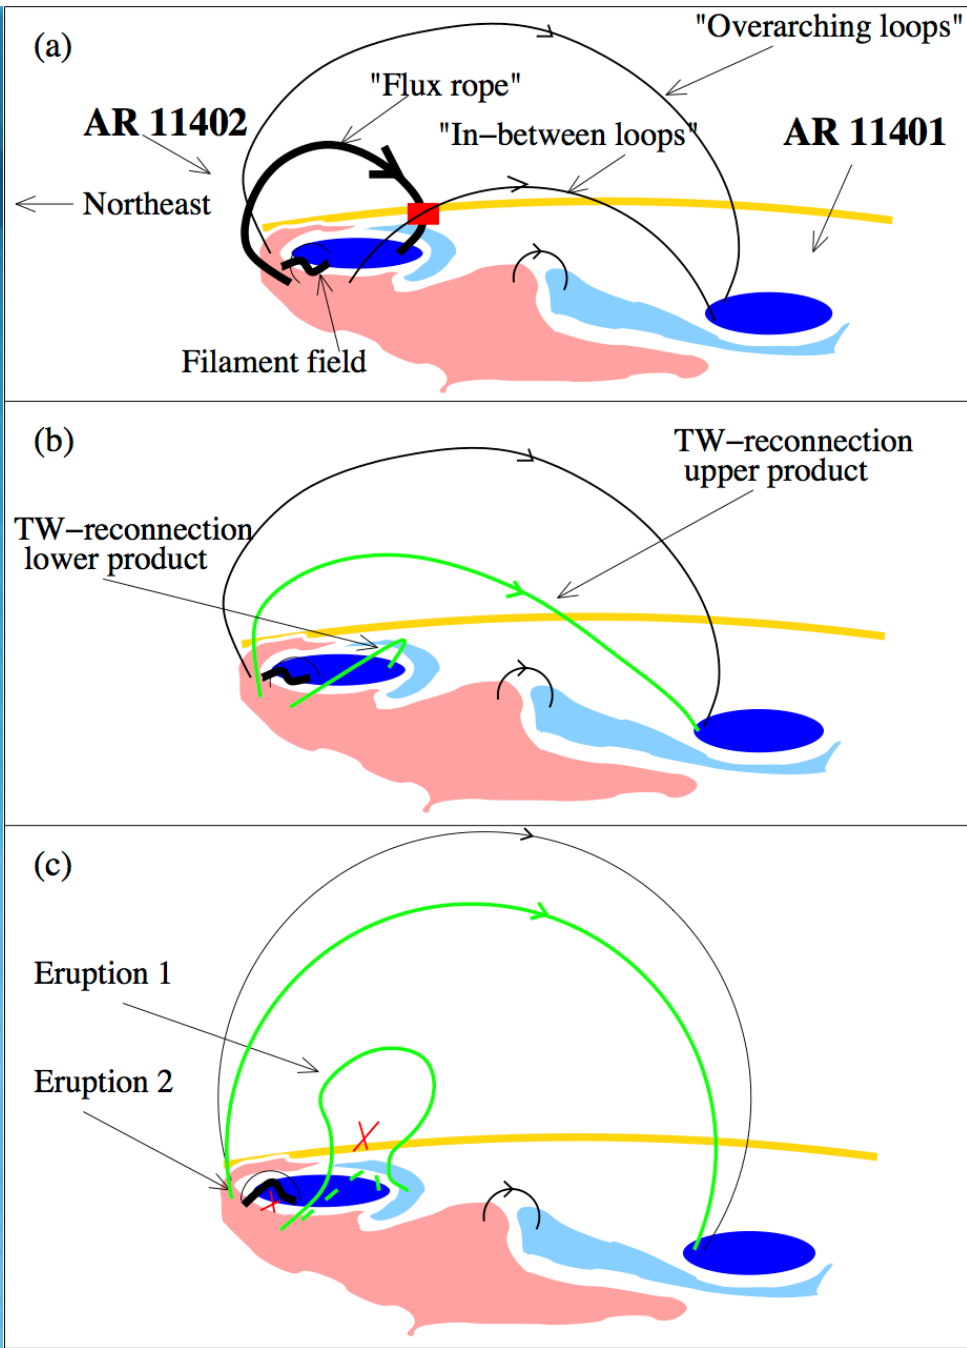 (a)
"Overarching loops"
"Flux rope"
AR 11402
"In−between loops"
AR 11401
Northeast
Filament field
(b)
TW−reconnection
upper product
TW−reconnection
lower product
(c)
Eruption 1
Eruption 2